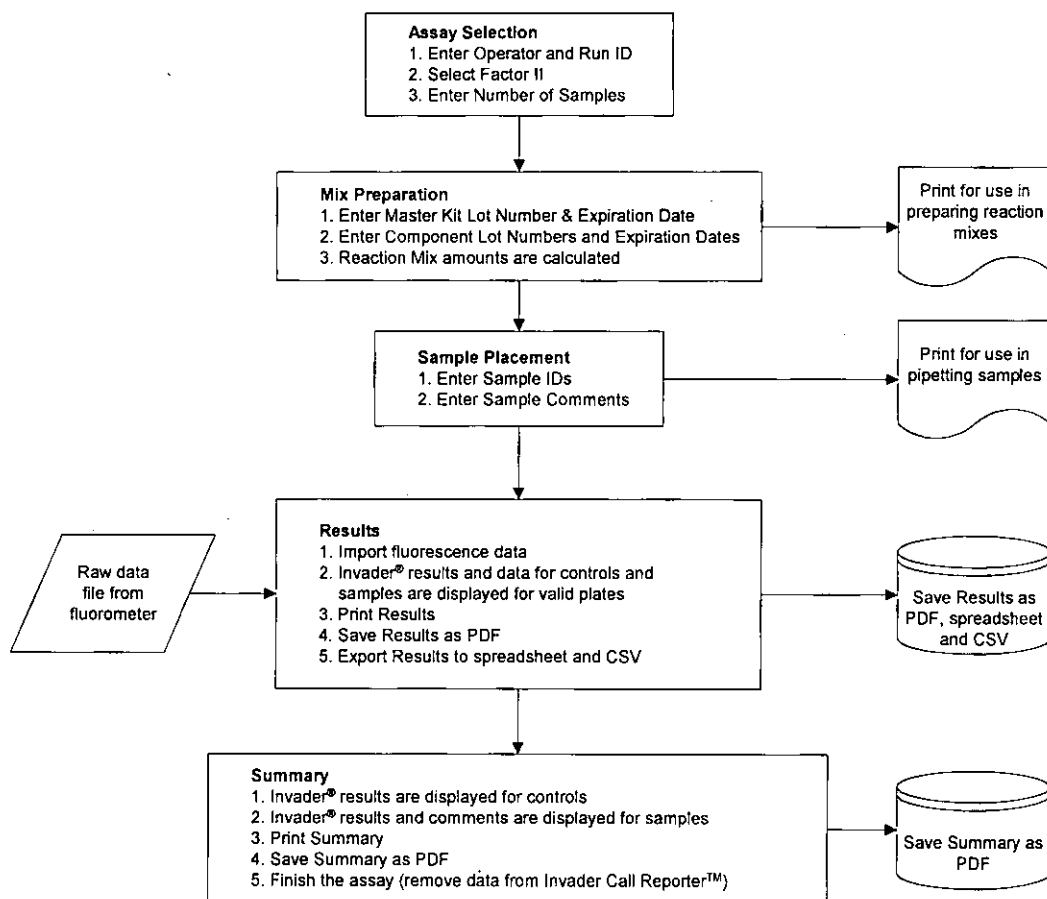 Assay Selection
1. Enter Operator and Run ID
2. Select Factor II
3. Enter Number of Samples
Mix Preparation
1. Enter Master Kit Lot Number & Expiration Date
2. Enter Component Lot Numbers and Expiration Dates
3. Reaction Mix amounts are calculated
Print for use in
preparing reaction
mixes
Sample Placement
1. Enter Sample IDs
2. Enter Sample Comments
Print for use in
pipetting samples
Raw data
file from
fluorometer
Results
1. Import fluorescence data
2. Invader® results and data for controls and
samples are displayed for valid plates
3. Print Results
4. Save Results as PDF
5. Export Results to spreadsheet and CSV
Save Results as
PDF, spreadsheet
and CSV
Summary
1. Invader® results are displayed for controls
2. Invader® results and comments are displayed for samples
3. Print Summary
4. Save Summary as PDF
5. Finish the assay (remove data from Invader Call Reporter™)
Save Summary as
PDF